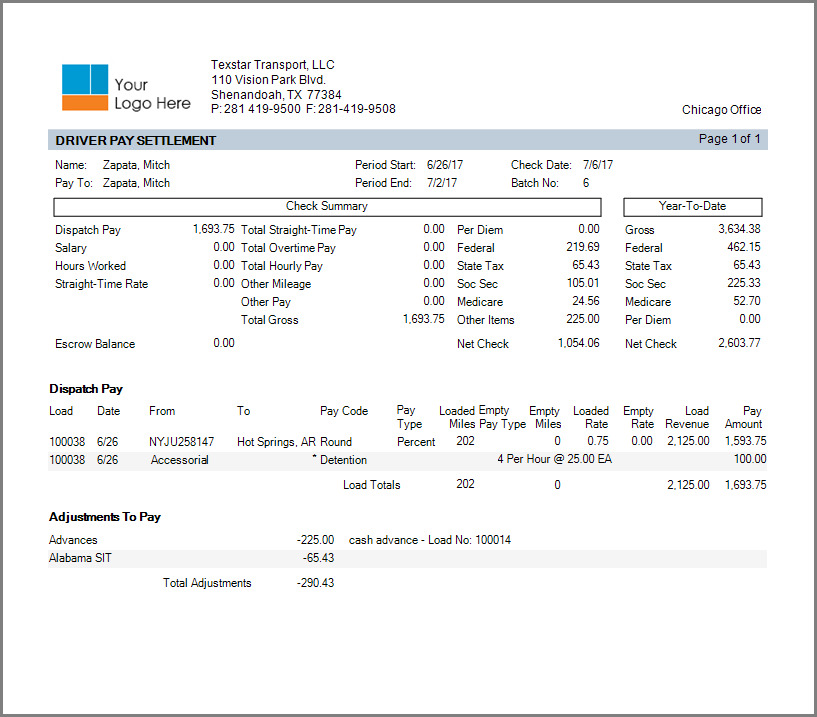 Your
Logo Here
Texstar Transport, LLC
110 Vision Park Blvd.
Shenandoah, TX 77384
P: 281 419-9500 F: 281-419-9508
Chicago Office
DRIVER PAY SETTLEMENT Page 1 of 1
Name: Zapata, Mitch Period Start: 6/26/17 Check Date: 7/6/17
Pay To: Zapata, Mitch Period End: 7/2/17 Batch No: 6
Check Summary Year-To-Date
Dispatch Pay 1,693.75 Total Straight-Time Pay 0.00 Per Diem 0.00 Gross 3,634.38
Salary 0.00 Total Overtime Pay 0.00 Federal 219.69 Federal 462.15
Hours Worked 0.00 Total Hourly Pay 0.00 State Tax 65.43 State Tax 65.43
Straight-Time Rate 0.00 Other Mileage 0.00 Soc Sec 105.01 Soc Sec 225.33
Other Pay 0.00 Medicare 24.56 Medicare 52.70
Total Gross 1,693.75 Other Items 225.00 Per Diem 0.00
Escrow Balance 0.00 Net Check 1,054.06 Net Check 2,603.77
Dispatch Pay
Load Date From To Pay Code Pay Loaded Empty Empty Loaded Empty Load Pay
Type Miles Pay Type Miles Rate Rate Revenue Amount
100038 6/26 NYJU258147 Hot Springs, AR Round Percent 202 0 0.75 0.00 2,125.00 1,593.75
100038 6/26 Accessorial * Detention 4 Per Hour @ 25.00 EA 100.00
Load Totals 202 0 2,125.00 1,693.75
Adjustments To Pay
Advances -225.00 cash advance - Load No: 100014
Alabama SIT -65.43
Total Adjustments -290.43